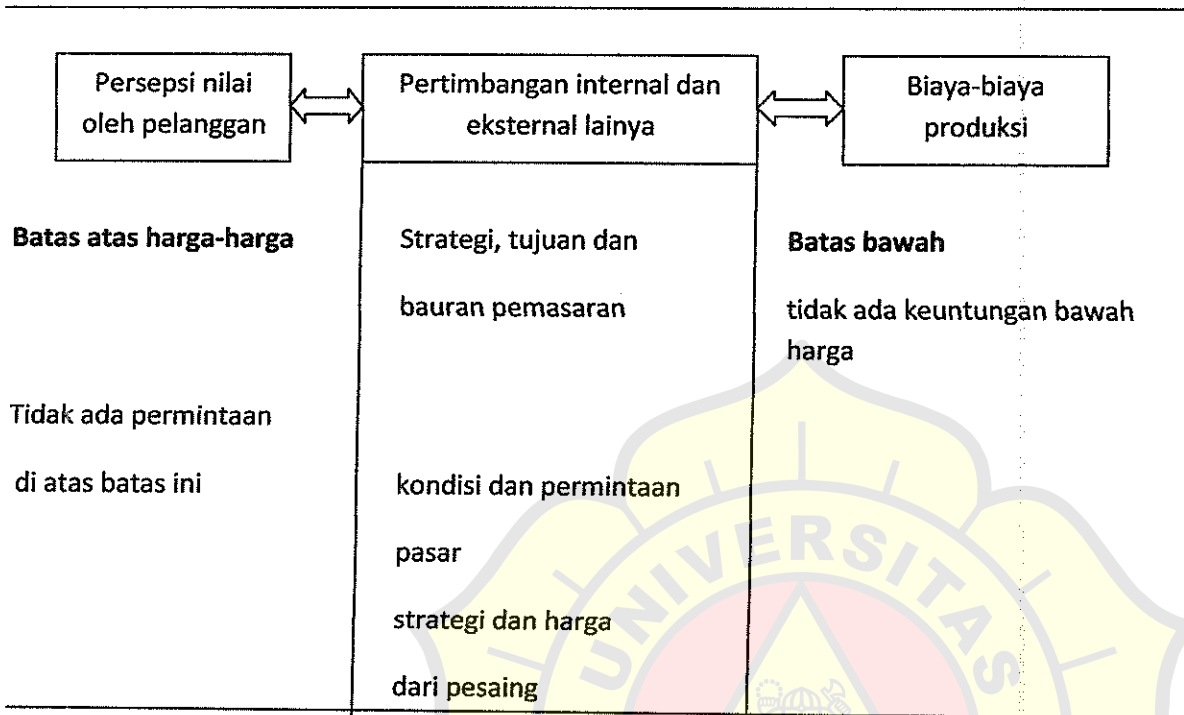 Persepsi nilai
oleh pelanggan
Pertimbangan internal dan
eksternal lainya
Biaya-biaya
produksi
Batas atas harga-harga
Tidak ada permintaan
di atas batas ini
Strategi, tujuan dan
bauran pemasaran
kondisi dan permintaan
pasar
strategi dan harga
dari pesaing
Batas bawah
tidak ada keuntungan bawah
harga
UNIVERSITAS